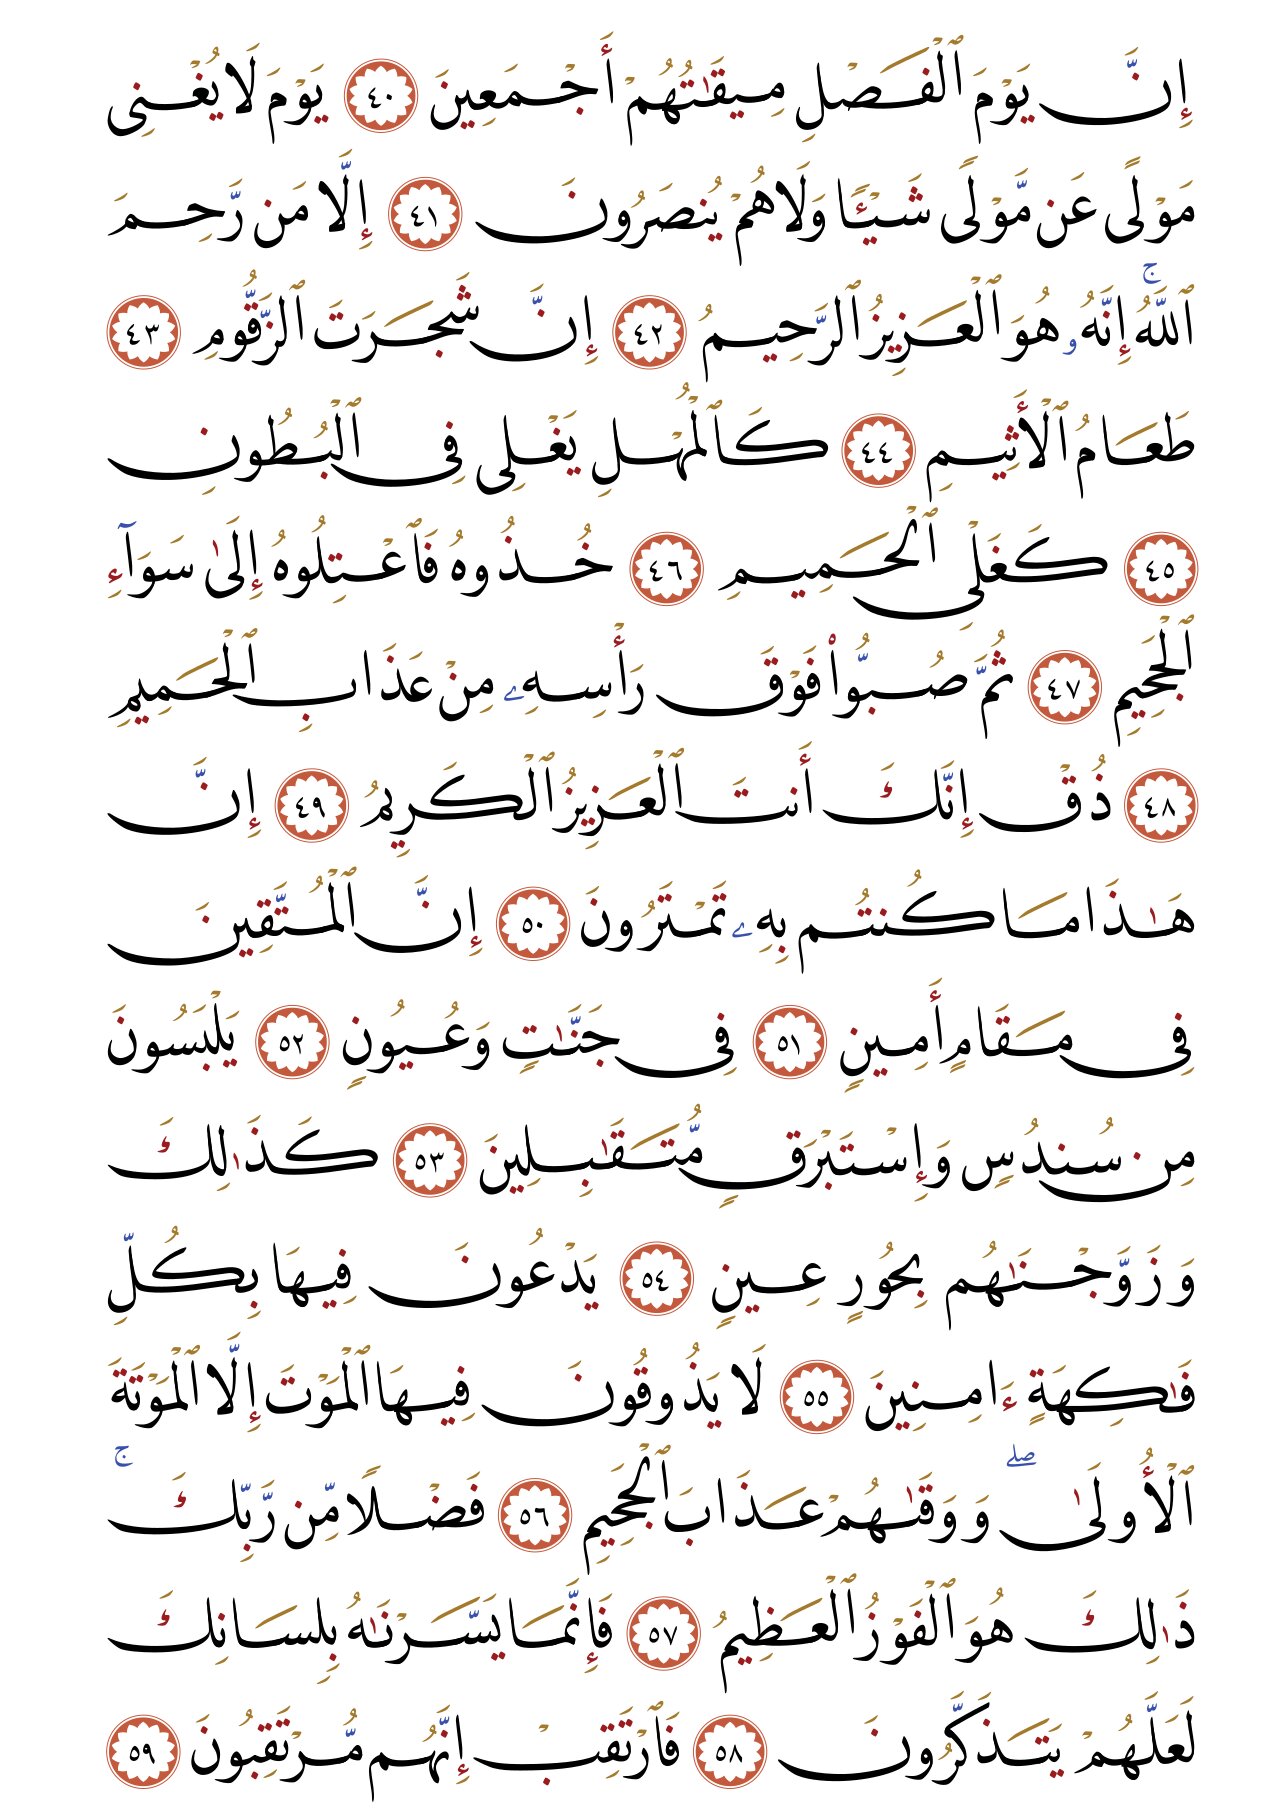 إِنَّ يَوْمَ ٱلْفَصْلِ مِيقَـٰتُهُمْ أَجْمَعِينَ ٤٠ يَوْمَ لَا يُغْنِى
مَوْلًى عَن مَّوْلًى شَيْـًٔا وَلَا هُمْ يُنصَرُونَ ٤١ إِلَّا مَن رَّحِمَ
ٱللَّهُ ۚ إِنَّهُۥ هُوَ ٱلْعَزِيزُ ٱلرَّحِيمُ ٤٢ إِنَّ شَجَرَتَ ٱلزَّقُّومِ ٤٣
طَعَامُ ٱلْأَثِيمِ ٤٤ كَٱلْمُهْلِ يَغْلِى فِى ٱلْبُطُونِ
٤٥ كَغَلْىِ ٱلْحَمِيمِ ٤٦ خُذُوهُ فَٱعْتِلُوهُ إِلَىٰ سَوَآءِ
ٱلْجَحِيمِ ٤٧ ثُمَّ صُبُّوا۟ فَوْقَ رَأْسِهِۦ مِنْ عَذَابِ ٱلْحَمِيمِ
٤٨ ذُقْ إِنَّكَ أَنتَ ٱلْعَزِيزُ ٱلْكَرِيمُ ٤٩ إِنَّ
هَـٰذَا مَا كُنتُم بِهِۦ تَمْتَرُونَ ٥٠ إِنَّ ٱلْمُتَّقِينَ
فِى مَقَامٍ أَمِينٍ ٥١ فِى جَنَّـٰتٍ وَعُيُونٍ ٥٢ يَلْبَسُونَ
مِن سُندُسٍ وَإِسْتَبْرَقٍ مُّتَقَـٰبِلِينَ ٥٣ كَذَٰلِكَ
وَزَوَّجْنَـٰهُم بِحُورٍ عِينٍ ٥٤ يَدْعُونَ فِيهَا بِكُلِّ
فَـٰكِهَةٍ ءَامِنِينَ ٥٥ لَا يَذُوقُونَ فِيهَا ٱلْمَوْتَ إِلَّا ٱلْمَوْتَةَ
ٱلْأُولَىٰ ۖ وَوَقَـٰهُمْ عَذَابَ ٱلْجَحِيمِ ٥٦ فَضْلًا مِّن رَّبِّكَ ۚ
ذَٰلِكَ هُوَ ٱلْفَوْزُ ٱلْعَظِيمُ ٥٧ فَإِنَّمَا يَسَّرْنَـٰهُ بِلِسَانِكَ
لَعَلَّهُمْ يَتَذَكَّرُونَ ٥٨ فَٱرْتَقِبْ إِنَّهُم مُّرْتَقِبُونَ ٥٩